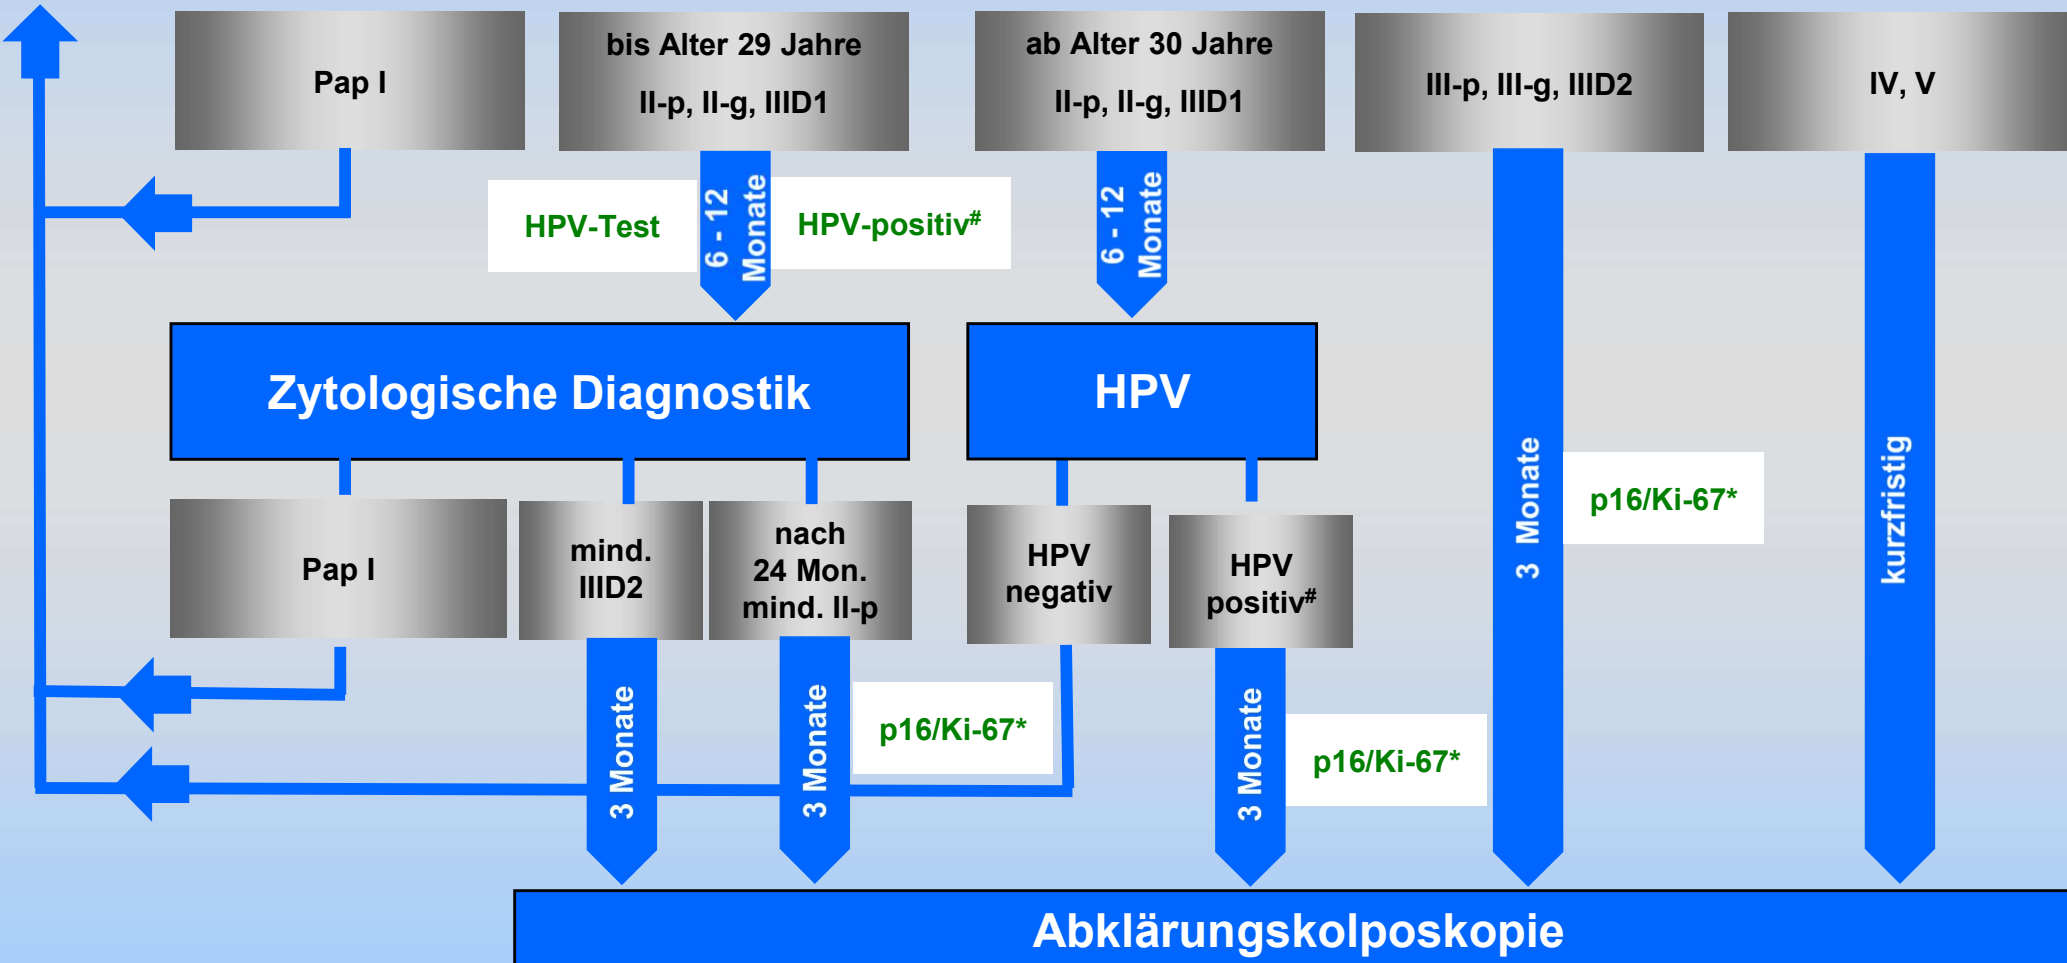 Pap I
bis Alter 29 Jahre
II-p, II-g, IIID1
ab Alter 30 Jahre
II-p, II-g, IIID1
III-p, III-g, IIID2
IV, V
HPV-Test
6 - 12
Monate
HPV-positiv#
6 - 12
Monate
Zytologische Diagnostik
HPV
3 Monate
p16/Ki-67*
kurzfristig
Pap I
mind.
IIID2
nach
24 Mon.
mind. II-p
HPV
negativ
HPV
positiv#
3 Monate
3 Monate
p16/Ki-67*
3 Monate
p16/Ki-67*
Abklärungskolposkopie